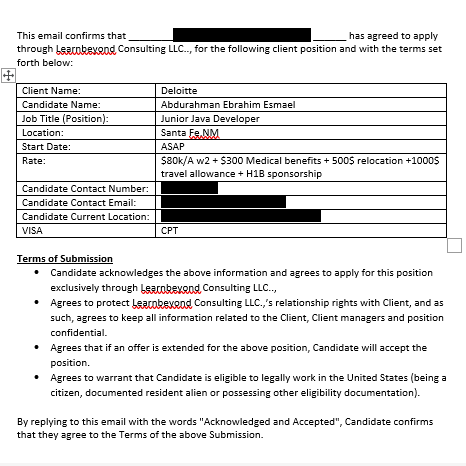 This email confirms that ____ ____ has agreed to apply
through Learnbeyond Consulting LLC.., for the following client position and with the terms set
forth below:
Client Name: Deloitte
Candidate Name: Abdurahman Ebrahim Esmael
Job Title (Position): Junior Java Developer
Location: Santa Fe,NM
Start Date: ASAP
Rate: $80k/A w2 + $300 Medical benefits + 500$ relocation +1000$
travel allowance + H1B sponsorship
Candidate Contact Number:
Candidate Contact Email:
Candidate Current Location:
VISA CPT
Terms of Submission
• Candidate acknowledges the above information and agrees to apply for this position
exclusively through Learnbeyond Consulting LLC..,
• Agrees to protect Learnbeyond Consulting LLC.,'s relationship rights with Client, and as
such, agrees to keep all information related to the Client, Client managers and position
confidential.
• Agrees that if an offer is extended for the above position, Candidate will accept the
position.
• Agrees to warrant that Candidate is eligible to legally work in the United States (being a
citizen, documented resident alien or possessing other eligibility documentation).
By replying to this email with the words "Acknowledged and Accepted", Candidate confirms
that they agree to the Terms of the above Submission.